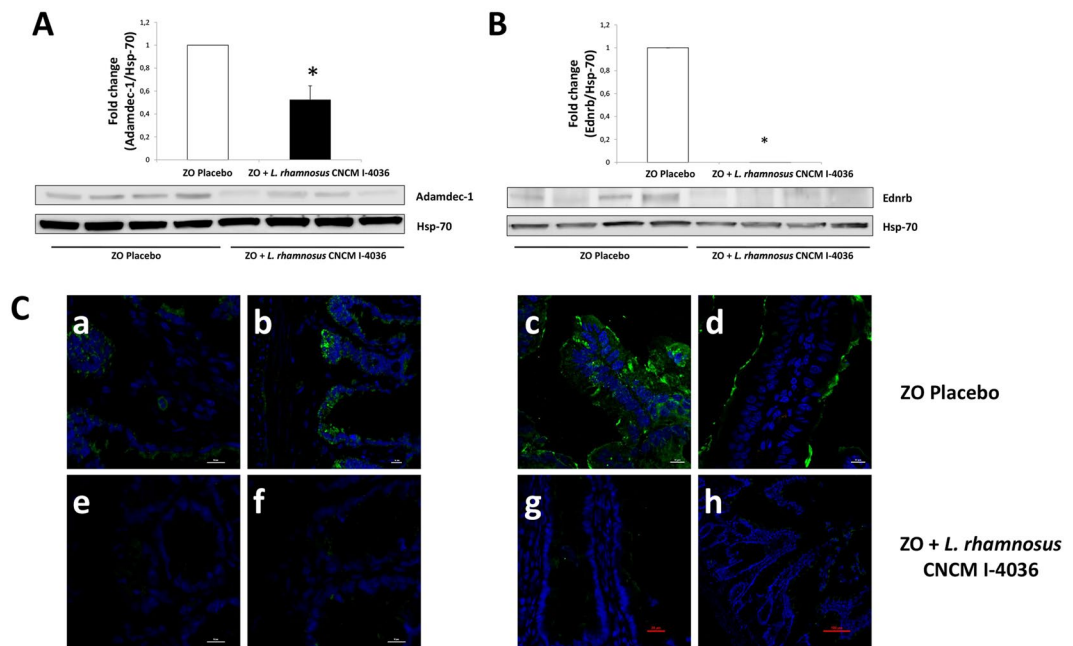 A
Fold change
(Adamdec-1/Hsp-70)
1,2
1
0,8
0,6
0,4
0,2
0
*
ZO Placebo
ZO + L. rhamnosus CNCM I-4036
Adamdec-1
Hsp-70
ZO Placebo
ZO + L. rhamnosus CNCM I-4036
B
Fold change
(Ednrb/Hsp-70)
1,2
1
0,8
0,6
0,4
0,2
0
*
ZO Placebo
ZO + L. rhamnosus CNCM I-4036
Ednrb
Hsp-70
ZO Placebo
ZO + L. rhamnosus CNCM I-4036
C
a
b
c
d
ZO Placebo
e
f
g
h
ZO + L. rhamnosus
CNCM I-4036